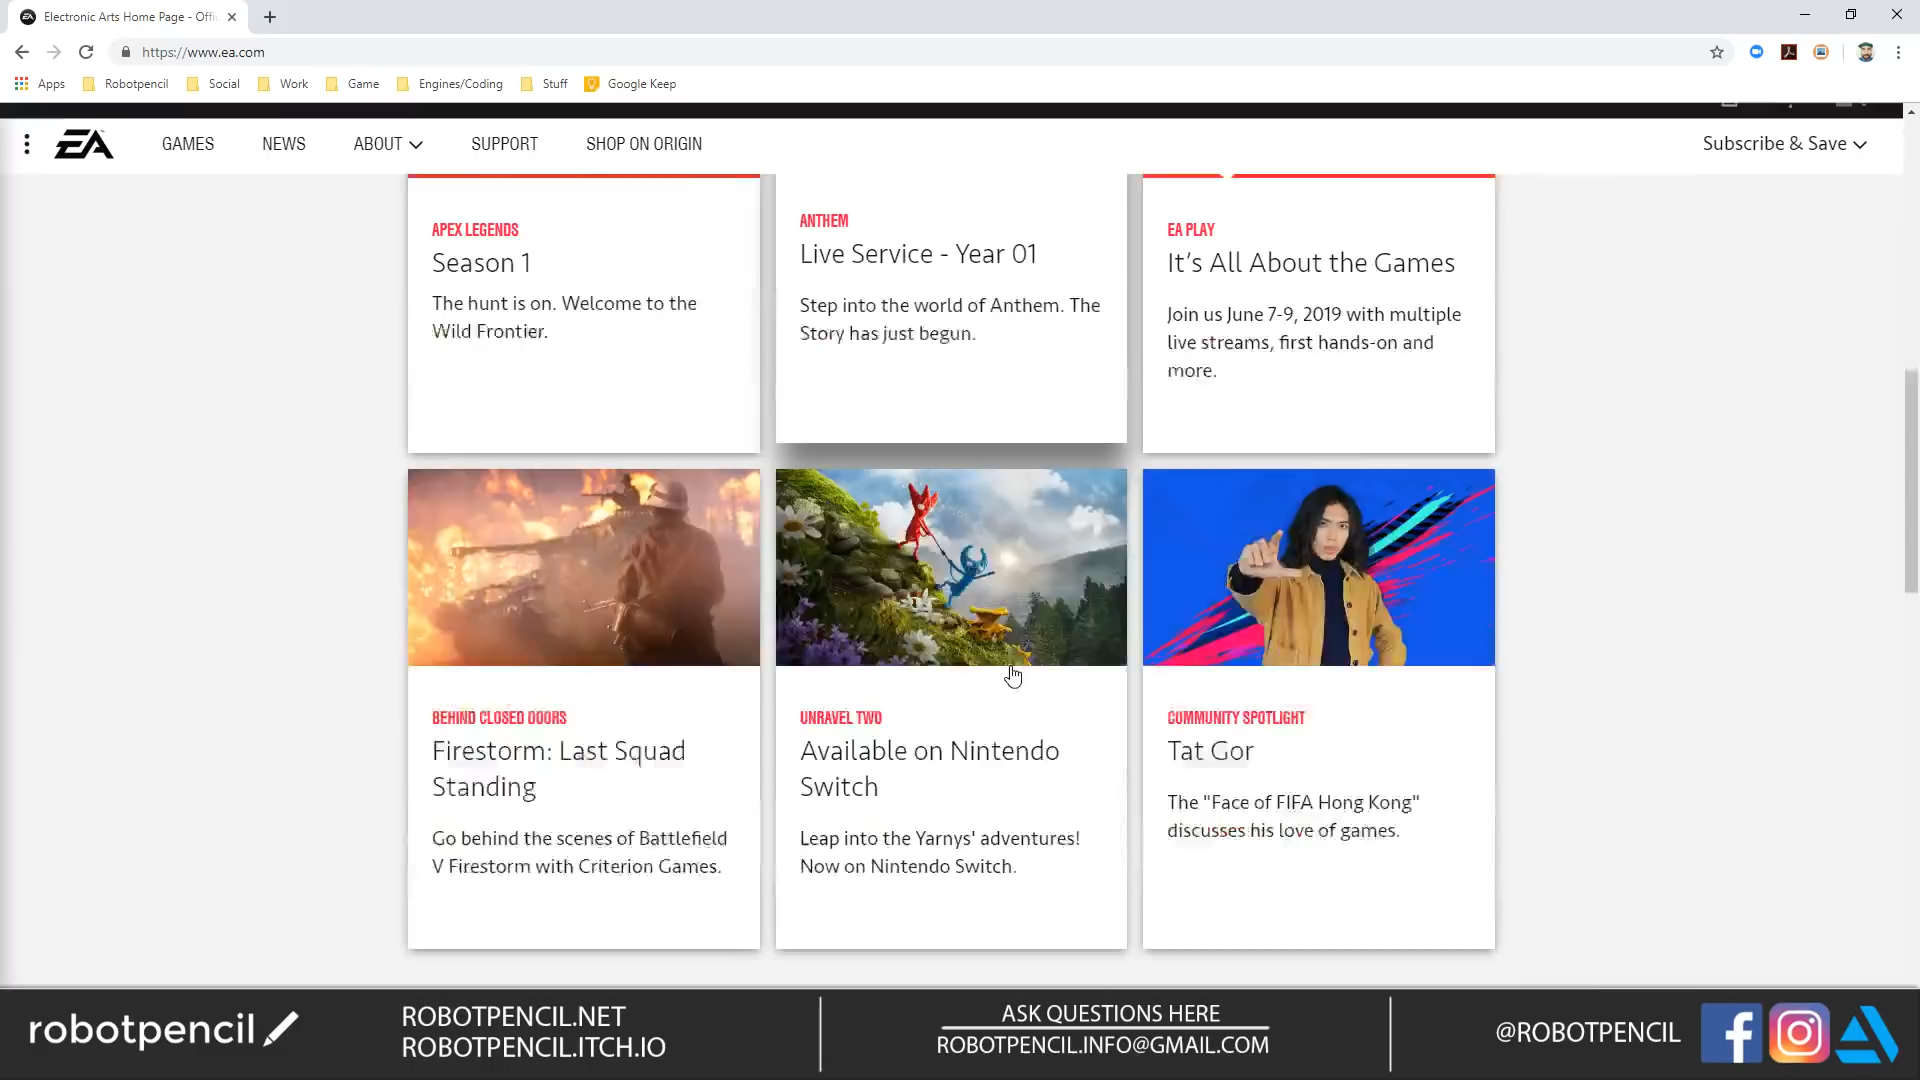 Electronic Arts Home Page - Offi
https://www.ea.com
Apps Robotpencil Social Work Game Engines/Coding Stuff Google Keep
EA GAMES NEWS ABOUT SUPPORT SHOP ON ORIGIN Subscribe & Save
APEX LEGENDS
Season 1
The hunt is on. Welcome to the
Wild Frontier.
ANTHEM
Live Service - Year 01
Step into the world of Anthem. The
Story has just begun.
EA PLAY
It's All About the Games
Join us June 7-9, 2019 with multiple
live streams, first hands-on and
more.
BEHIND CLOSED DOORS
Firestorm: Last Squad
Standing
Go behind the scenes of Battlefield
V Firestorm with Criterion Games.
UNRAVEL TWO
Available on Nintendo
Switch
Leap into the Yarnys' adventures!
Now on Nintendo Switch.
COMMUNITY SPOTLIGHT
Tat Gor
The "Face of FIFA Hong Kong"
discusses his love of games.
robotpencil
ROBOTPENCIL.NET
ROBOTPENCIL.ITCH.IO
ASK QUESTIONS HERE
ROBOTPENCIL.INFO@GMAIL.COM
@ROBOTPENCIL